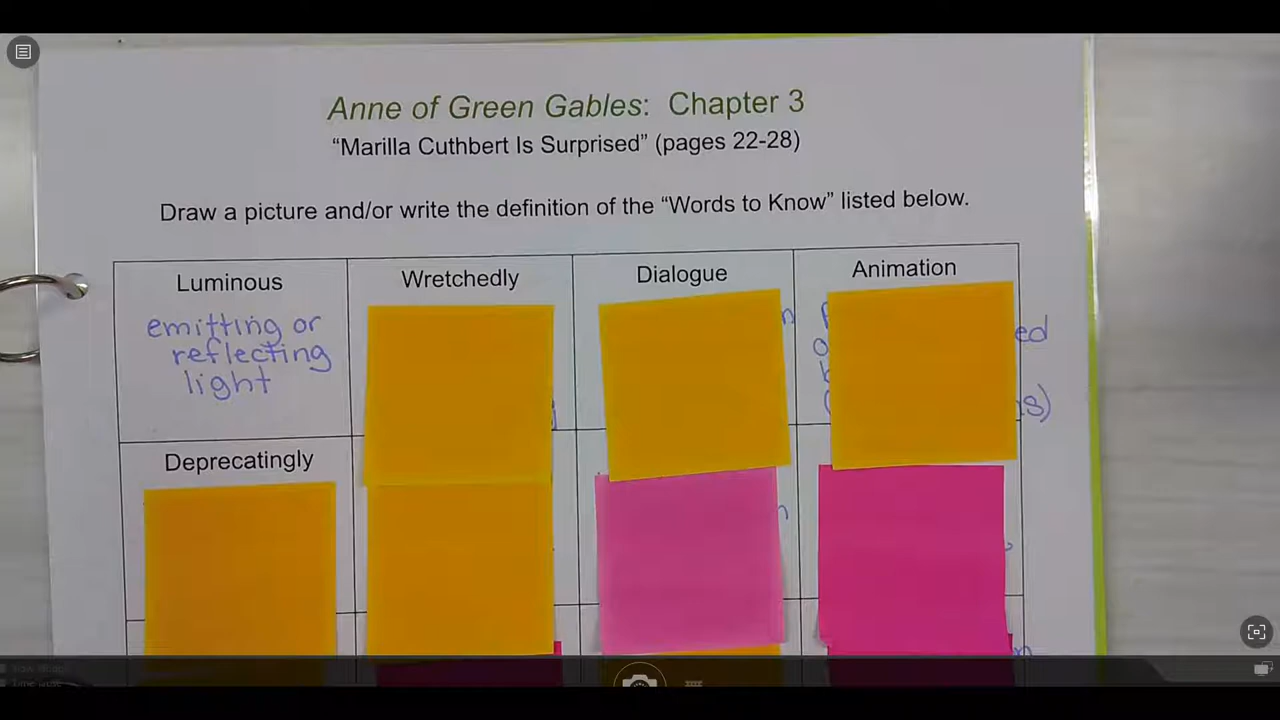 Anne of Green Gables: Chapter 3
“Marilla Cuthbert Is Surprised” (pages 22-28)
Draw a picture and/or write the definition of the “Words to Know” listed below.
Luminous
Wretchedly
Dialogue
Animation
emitting or
reflecting
light
Deprecatingly